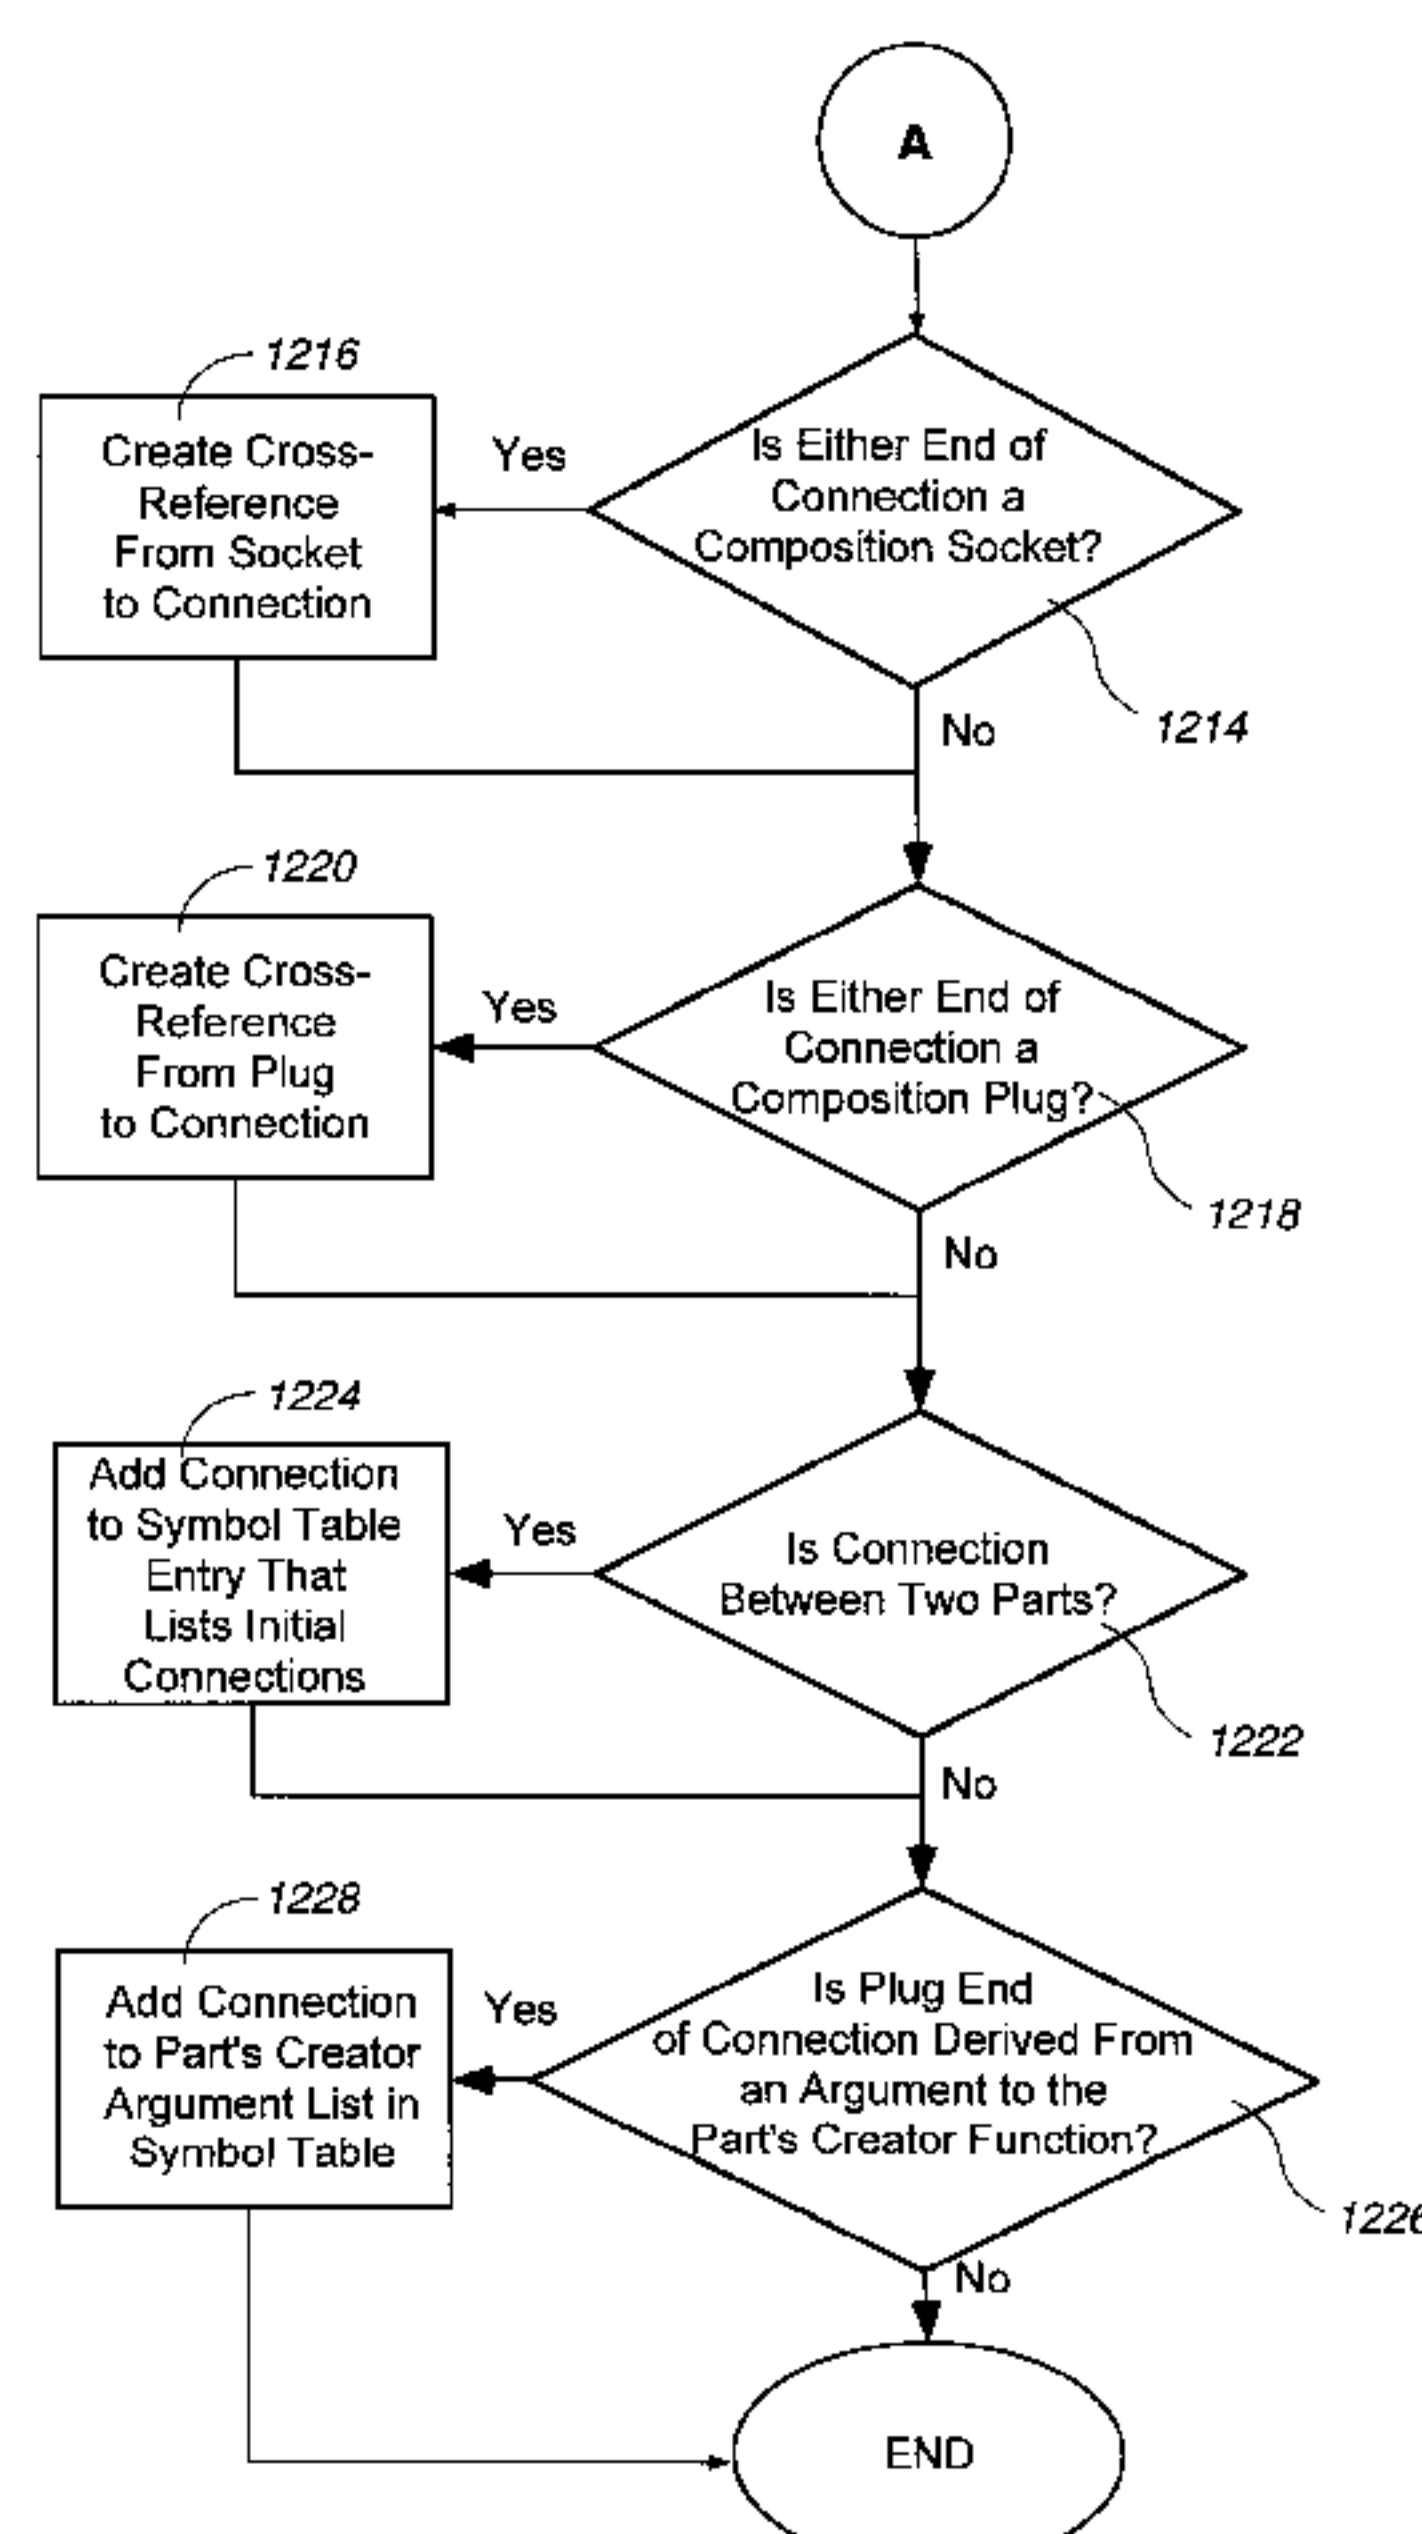 A
1216
Create Cross-
Reference
From Socket
to Connection
Yes
Is Either End of
Connection a
Composition Socket?
1214
No
1220
Create Cross-
Reference
From Plug
to Connection
Yes
Is Either End of
Connection a
Composition Plug?
1218
No
1224
Add Connection
to Symbol Table
Entry That
Lists Initial
Connections
Yes
Is Connection
Between Two Parts?
1222
No
1228
Add Connection
to Part's Creator
Argument List in
Symbol Table
Yes
Is Plug End
of Connection Derived From
an Argument to the
Part's Creator Function?
1226
No
END